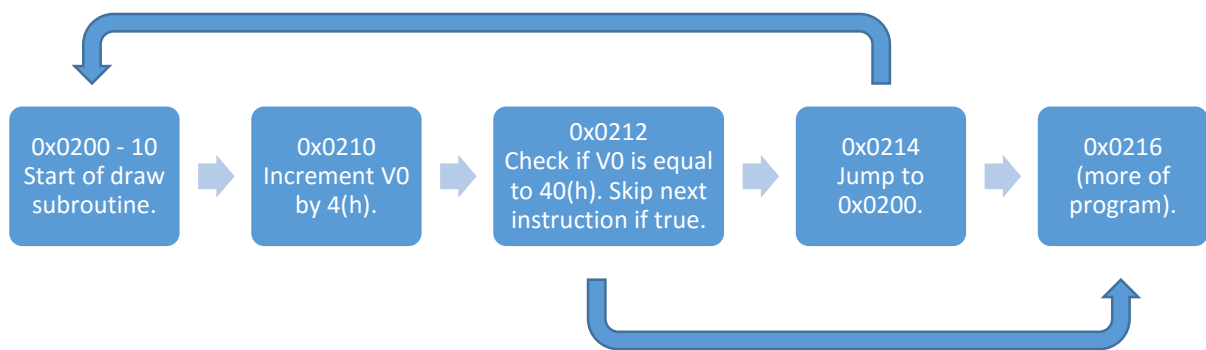 0x0200 - 10
Start of draw
subroutine.
0x0210
Increment V0
by 4(h).
0x0212
Check if V0 is equal
to 40(h). Skip next
instruction if true.
0x0214
Jump to
0x0200.
0x0216
(more of
program).